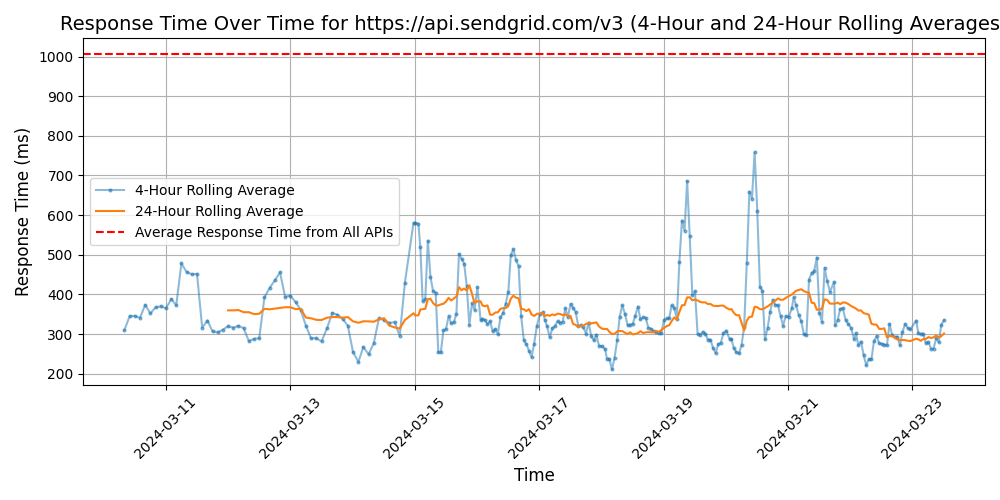 Response Time Over Time for https://api.sendgrid.com/v3 (4-Hour and 24-Hour Rolling Averages
Response Time (ms)
1000
900
800
700
600
500
400
300
200
4-Hour Rolling Average
24-Hour Rolling Average
Average Response Time from All APIs
2024-03-11
2024-03-13
2024-03-15
2024-03-17
2024-03-19
2024-03-21
2024-03-23
Time